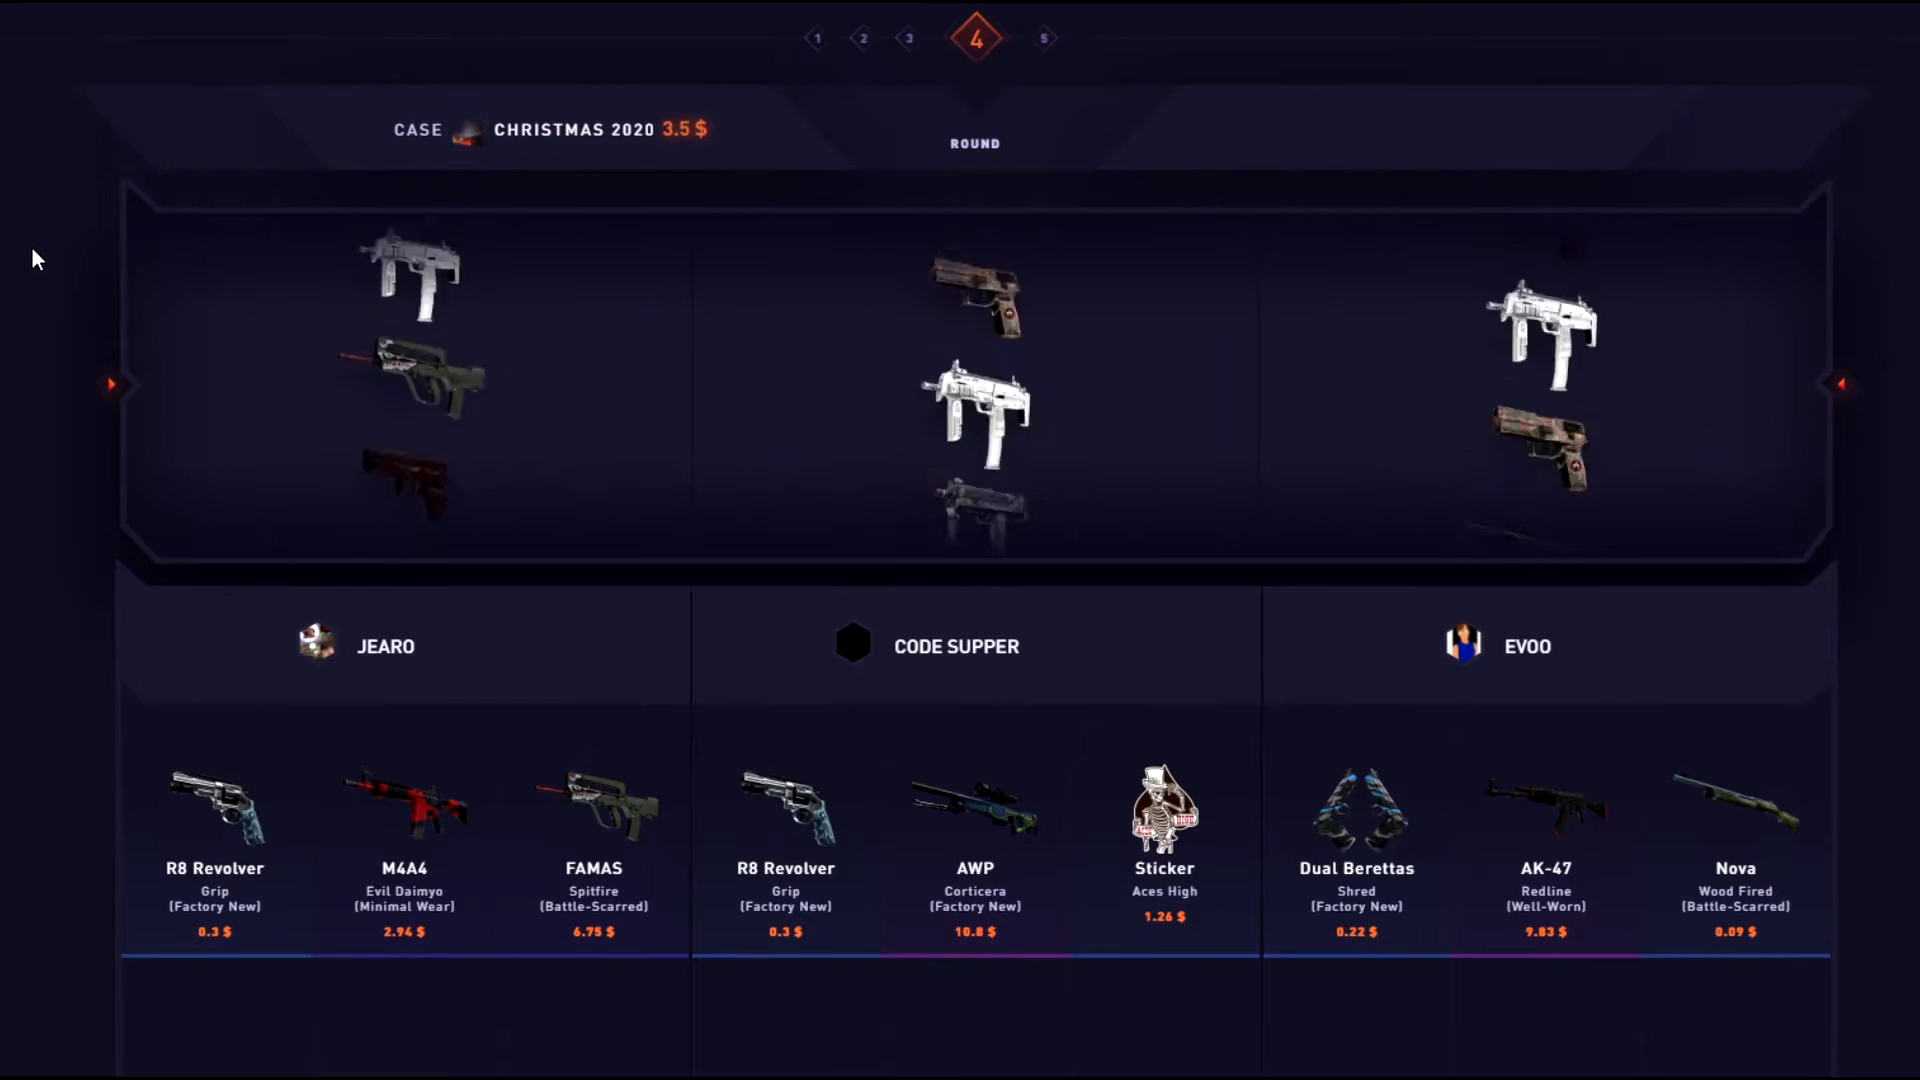 1 2 3 4 5
CASE CHRISTMAS 2020 3.5 $
ROUND
JEARO
CODE SUPPER
EVOO
R8 Revolver
Grip
(Factory New)
0.3 $
M4A4
Evil Daimyo
(Minimal Wear)
2.94 $
FAMAS
Spitfire
(Battle-Scarred)
6.75 $
R8 Revolver
Grip
(Factory New)
0.3 $
AWP
Corticera
(Factory New)
10.8 $
Sticker
Aces High
1.26 $
Dual Berettas
Shred
(Factory New)
0.22 $
AK-47
Redline
(Well-Worn)
9.83 $
Nova
Wood Fired
(Battle-Scarred)
0.09 $